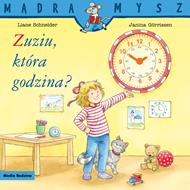 MĄDRA MYSZ
Liane Schneider
Janina Görrissen
Zuziu,
która
godzina?
Media Rodzina